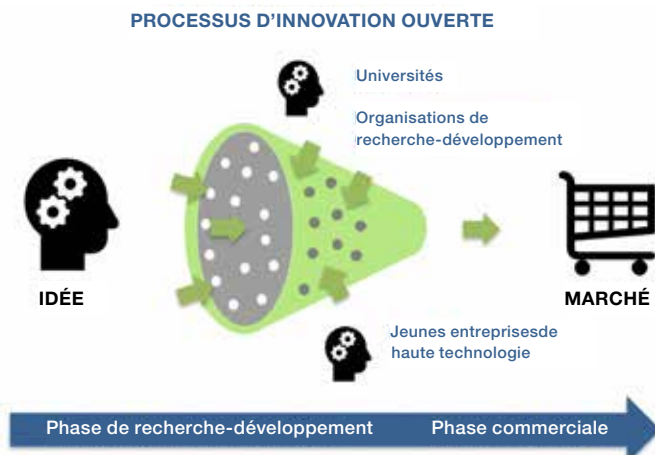 PROCESSUS D’INNOVATION OUVERTE
Universités
Organisations de
recherche-développement
IDÉE
MARCHÉ
Jeunes entreprisesde
haute technologie
Phase de recherche-développement
Phase commerciale